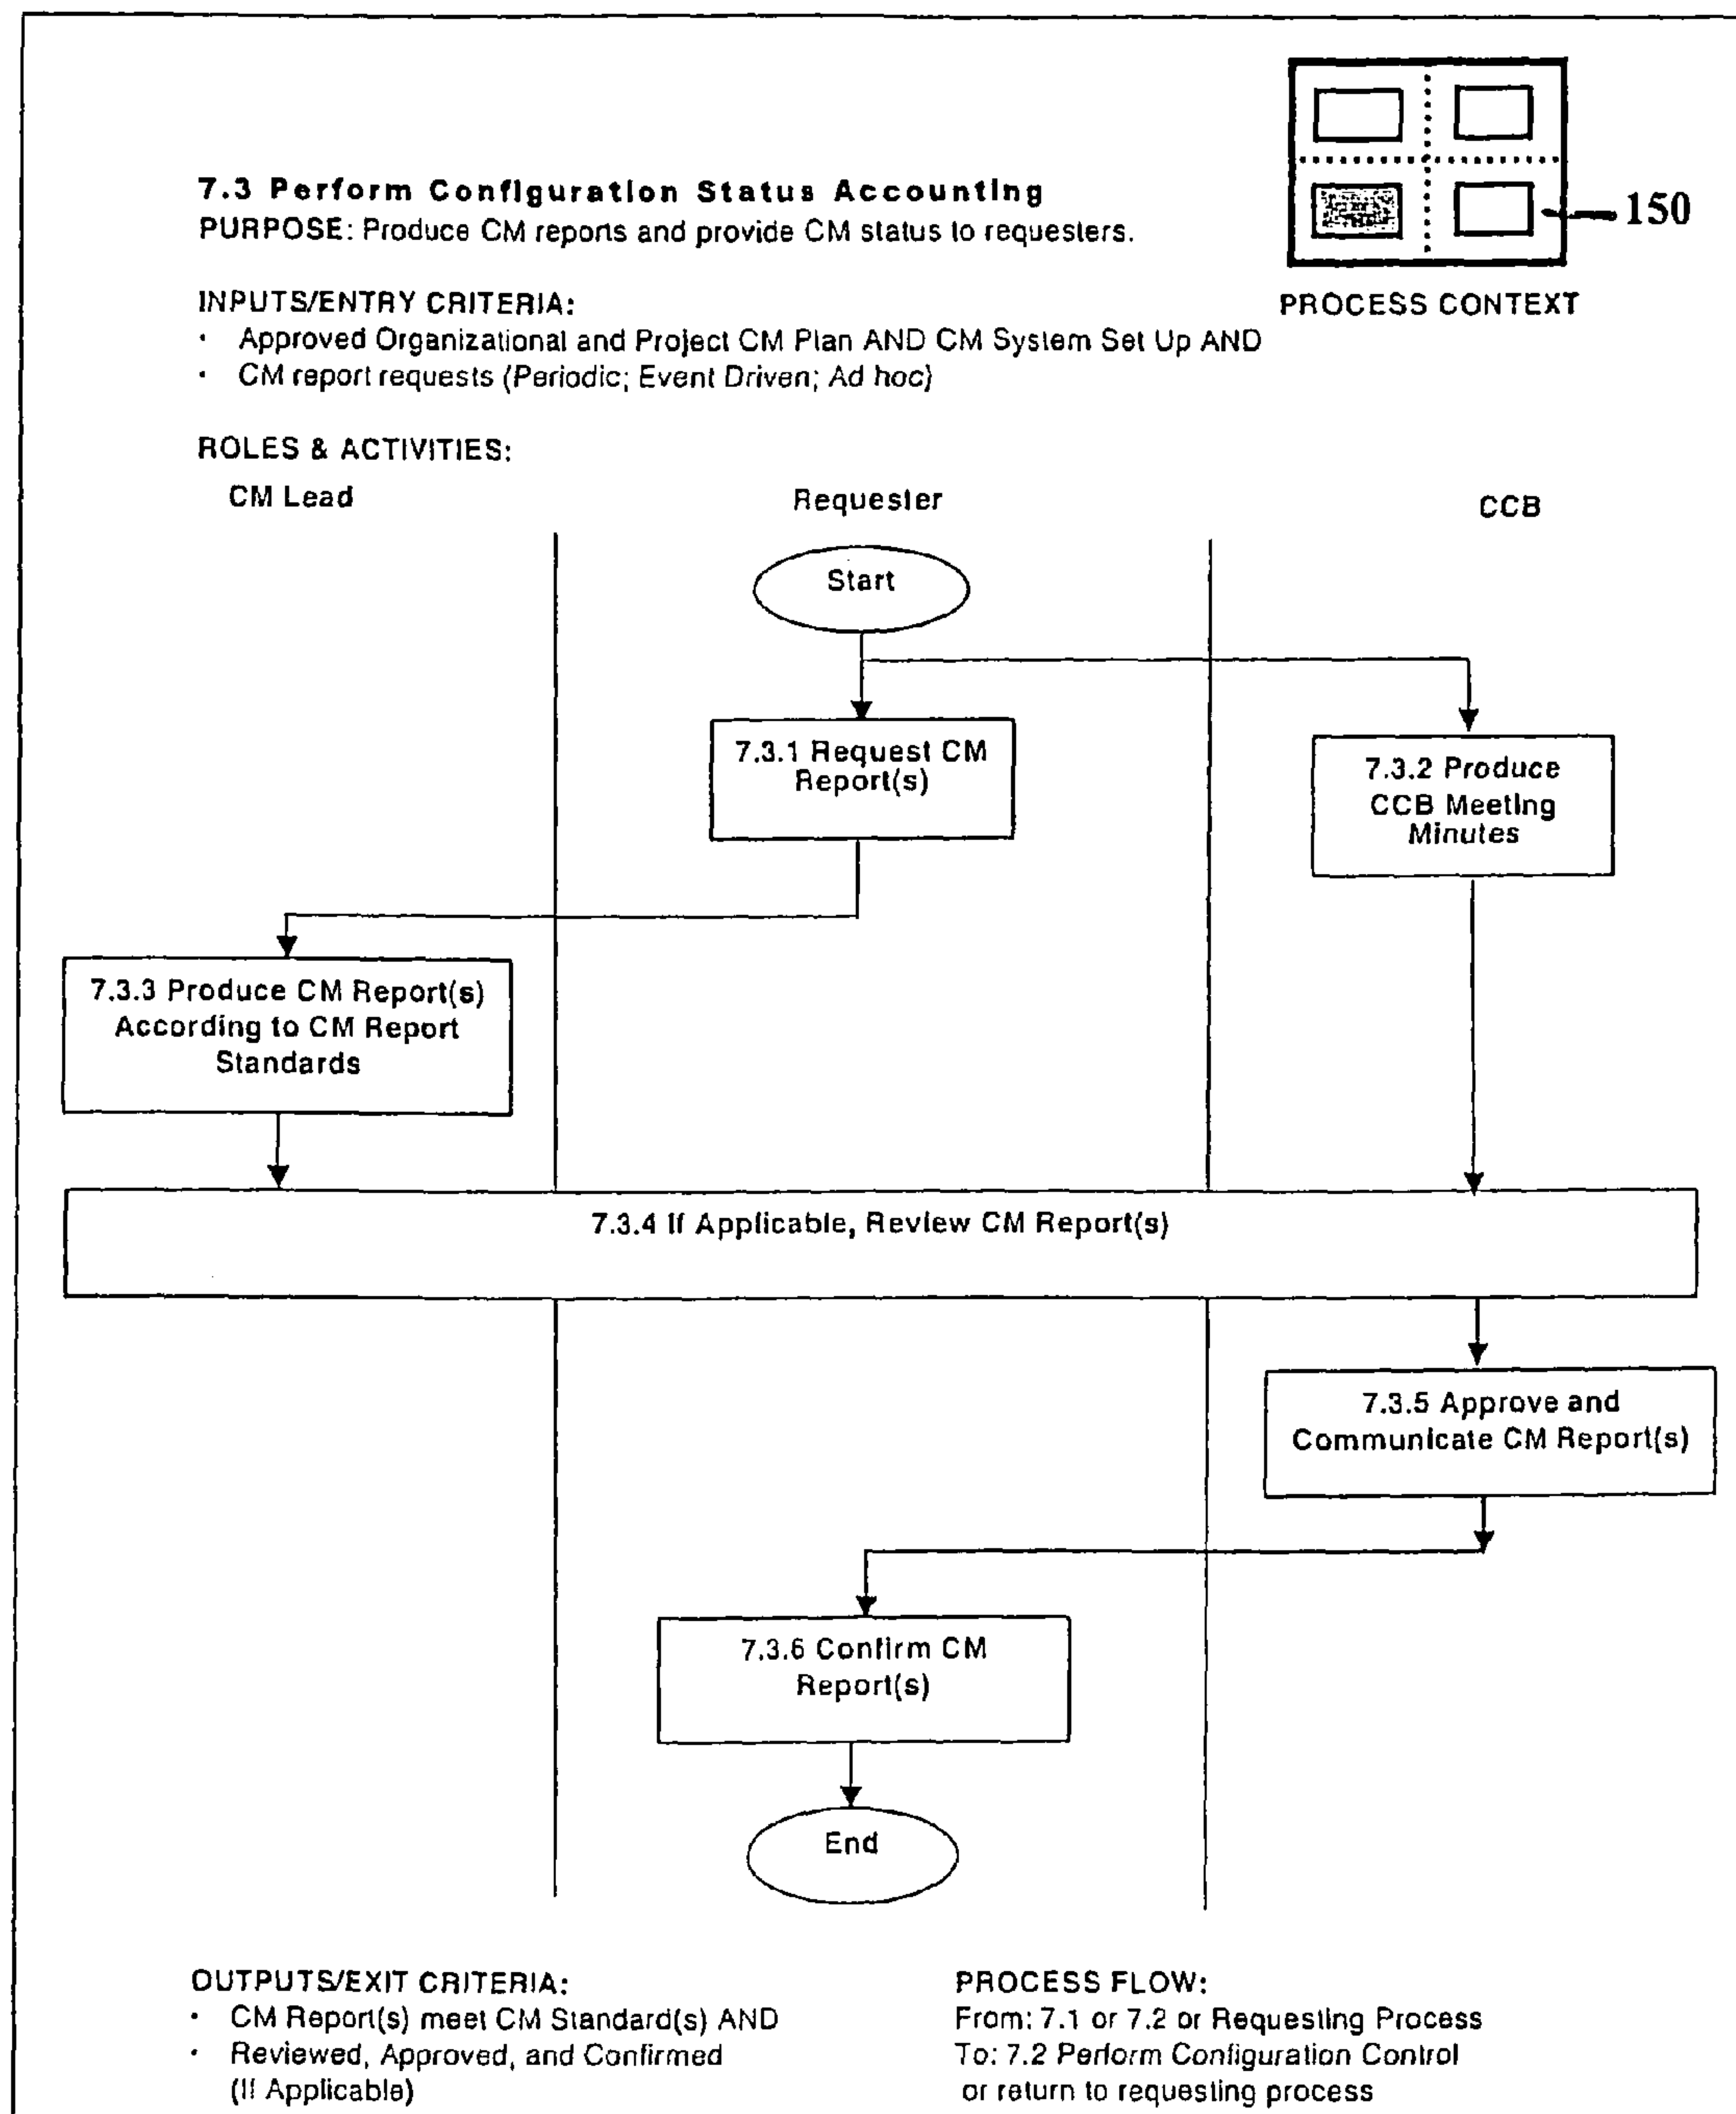 7.3 Perform Configuration Status Accounting
PURPOSE: Produce CM reports and provide CM status to requesters.
150
PROCESS CONTEXT
INPUTS/ENTRY CRITERIA:
· Approved Organizational and Project CM Plan AND CM System Set Up AND
· CM report requests (Periodic; Event Driven; Ad hoc)
ROLES & ACTIVITIES:
CM Lead
Requester
CCB
Start
7.3.1 Request CM
Report(s)
7.3.2 Produce
CCB Meeting
Minutes
7.3.3 Produce CM Report(s)
According to CM Report
Standards
7.3.4 If Applicable, Review CM Report(s)
7.3.5 Approve and
Communicate CM Report(s)
7.3.6 Confirm CM
Report(s)
End
OUTPUTS/EXIT CRITERIA:
· CM Report(s) meet CM Standard(s) AND
· Reviewed, Approved, and Confirmed
(If Applicable)
PROCESS FLOW:
From: 7.1 or 7.2 or Requesting Process
To: 7.2 Perform Configuration Control
or return to requesting process